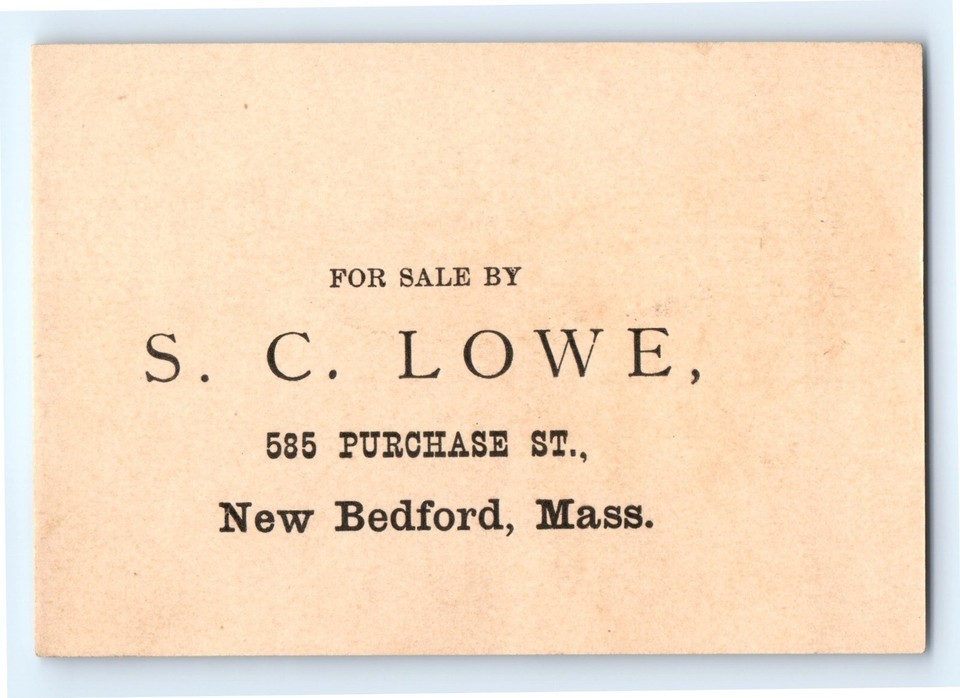 FOR SALE BY
S. C. LOWE,
585 PURCHASE ST.,
New Bedford, Mass.